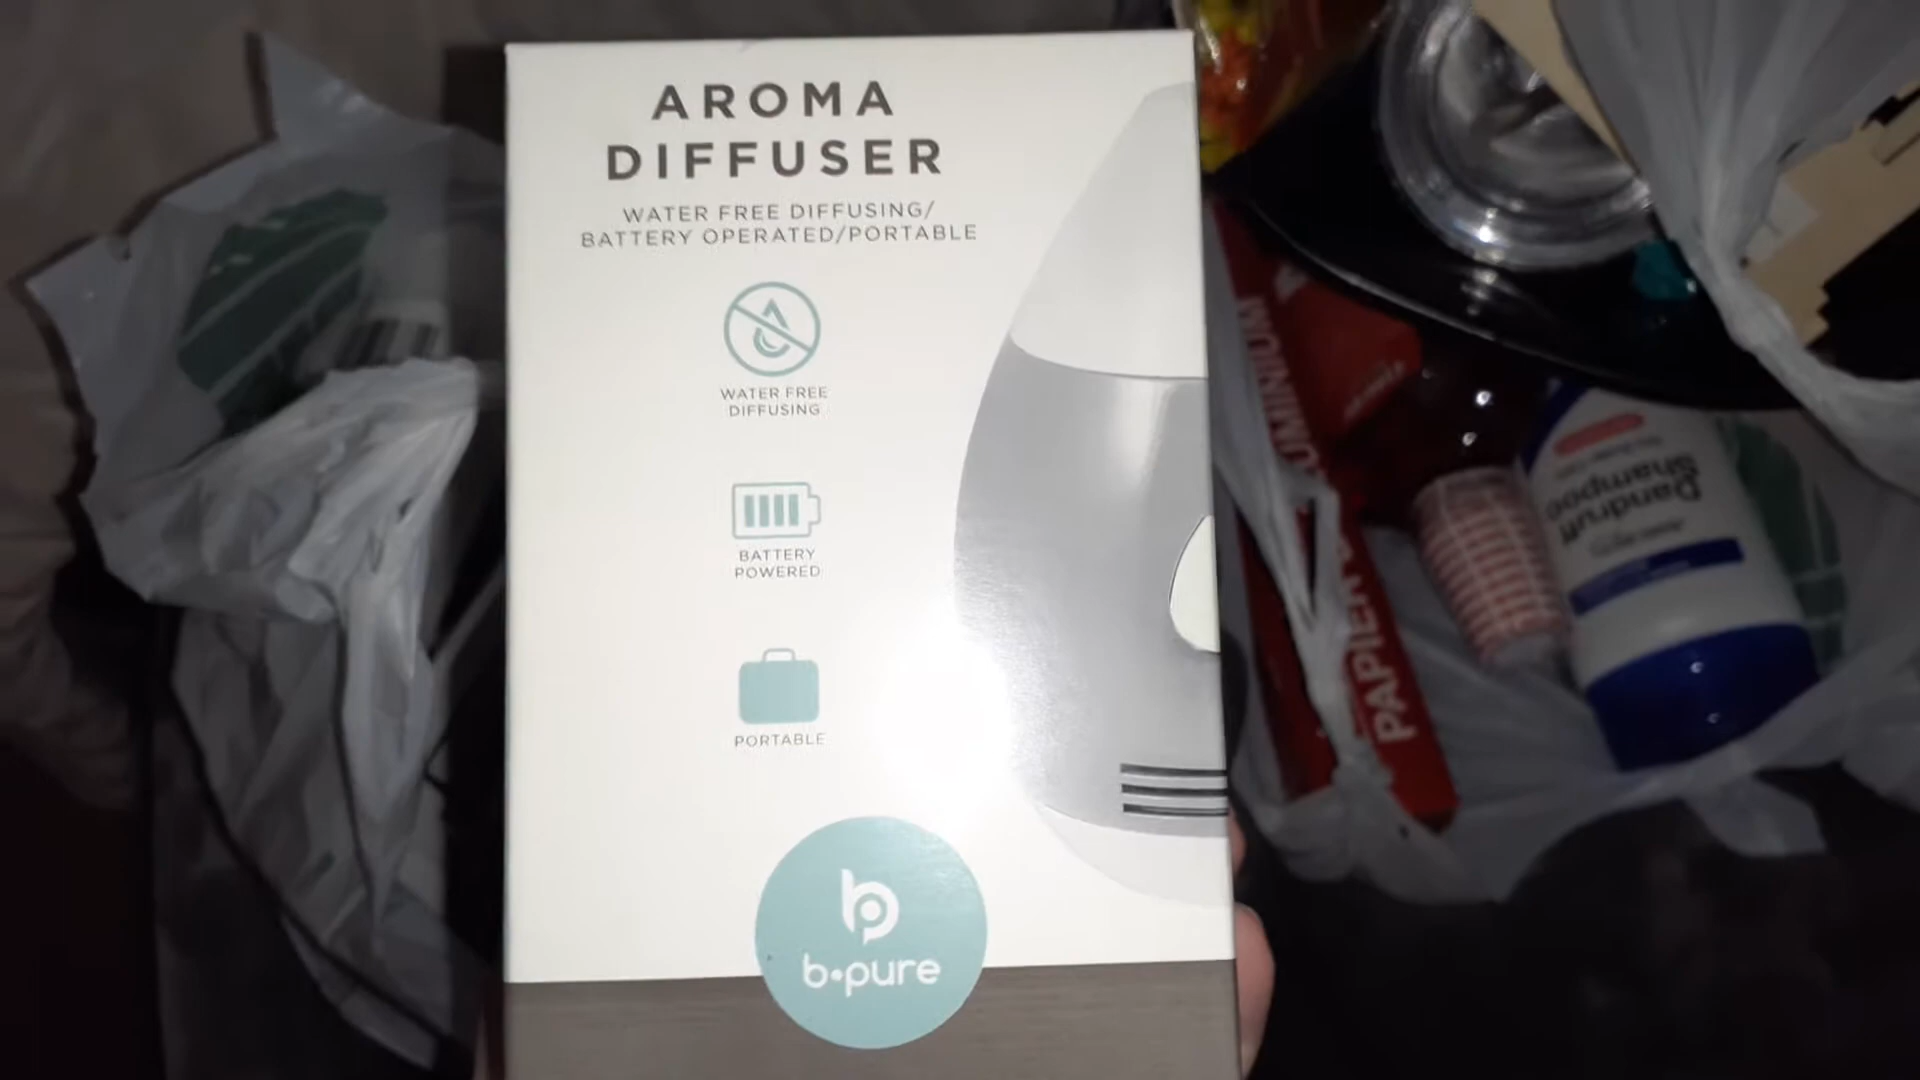 AROMA
DIFFUSER
WATER FREE DIFFUSING/
BATTERY OPERATED/PORTABLE
WATER FREE
DIFFUSING
BATTERY
POWERED
PORTABLE
b
b•pure
Dandruff
Shampoo
PAPIER